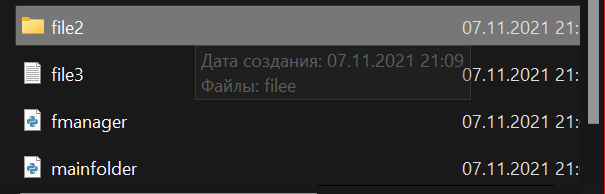 file2 07.11.2021 21:
Дата создания: 07.11.2021 21:09
Файлы: filee
file3 07.11.2021 21:
fmanager 07.11.2021 21:
mainfolder 07.11.2021 21: